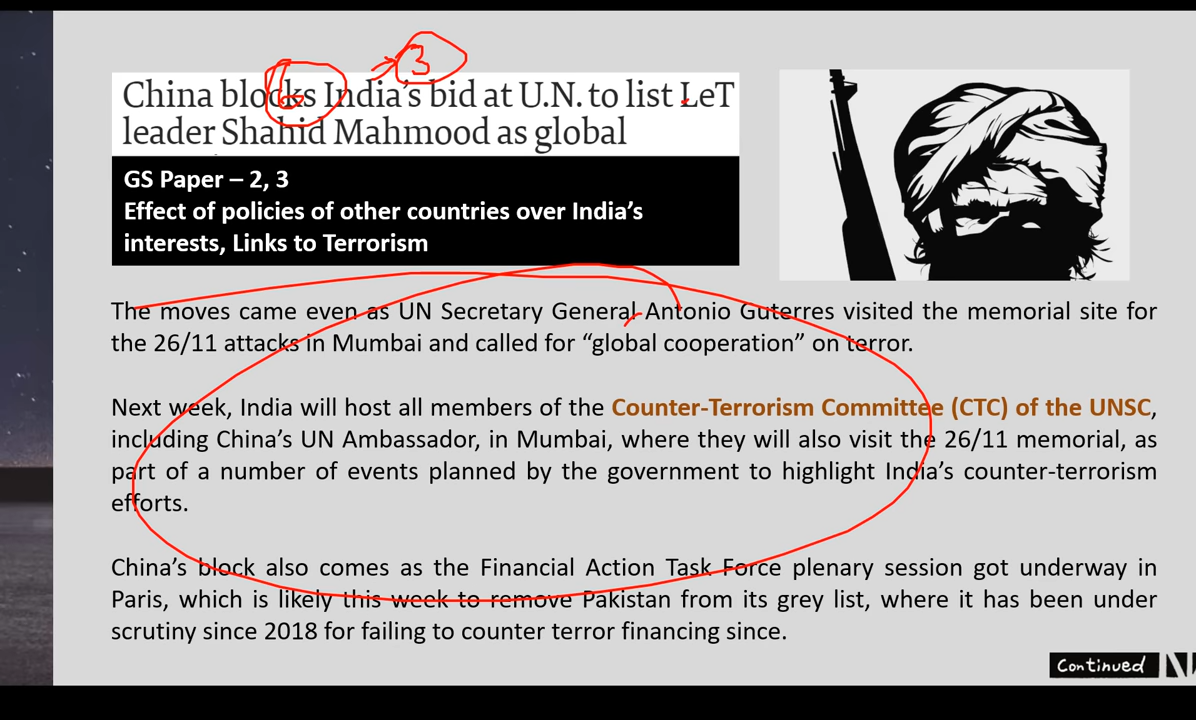 3
6
China blocks India's bid at U.N. to list LeT
leader Shahid Mahmood as global
GS Paper – 2, 3
Effect of policies of other countries over India's
interests, Links to Terrorism
The moves came even as UN Secretary General Antonio Guterres visited the memorial site for
the 26/11 attacks in Mumbai and called for “global cooperation” on terror.
Next week, India will host all members of the Counter-Terrorism Committee (CTC) of the UNSC,
including China's UN Ambassador, in Mumbai, where they will also visit the 26/11 memorial, as
part of a number of events planned by the government to highlight India's counter-terrorism
efforts.
China's block also comes as the Financial Action Task Force plenary session got underway in
Paris, which is likely this week to remove Pakistan from its grey list, where it has been under
scrutiny since 2018 for failing to counter terror financing since.
Continued